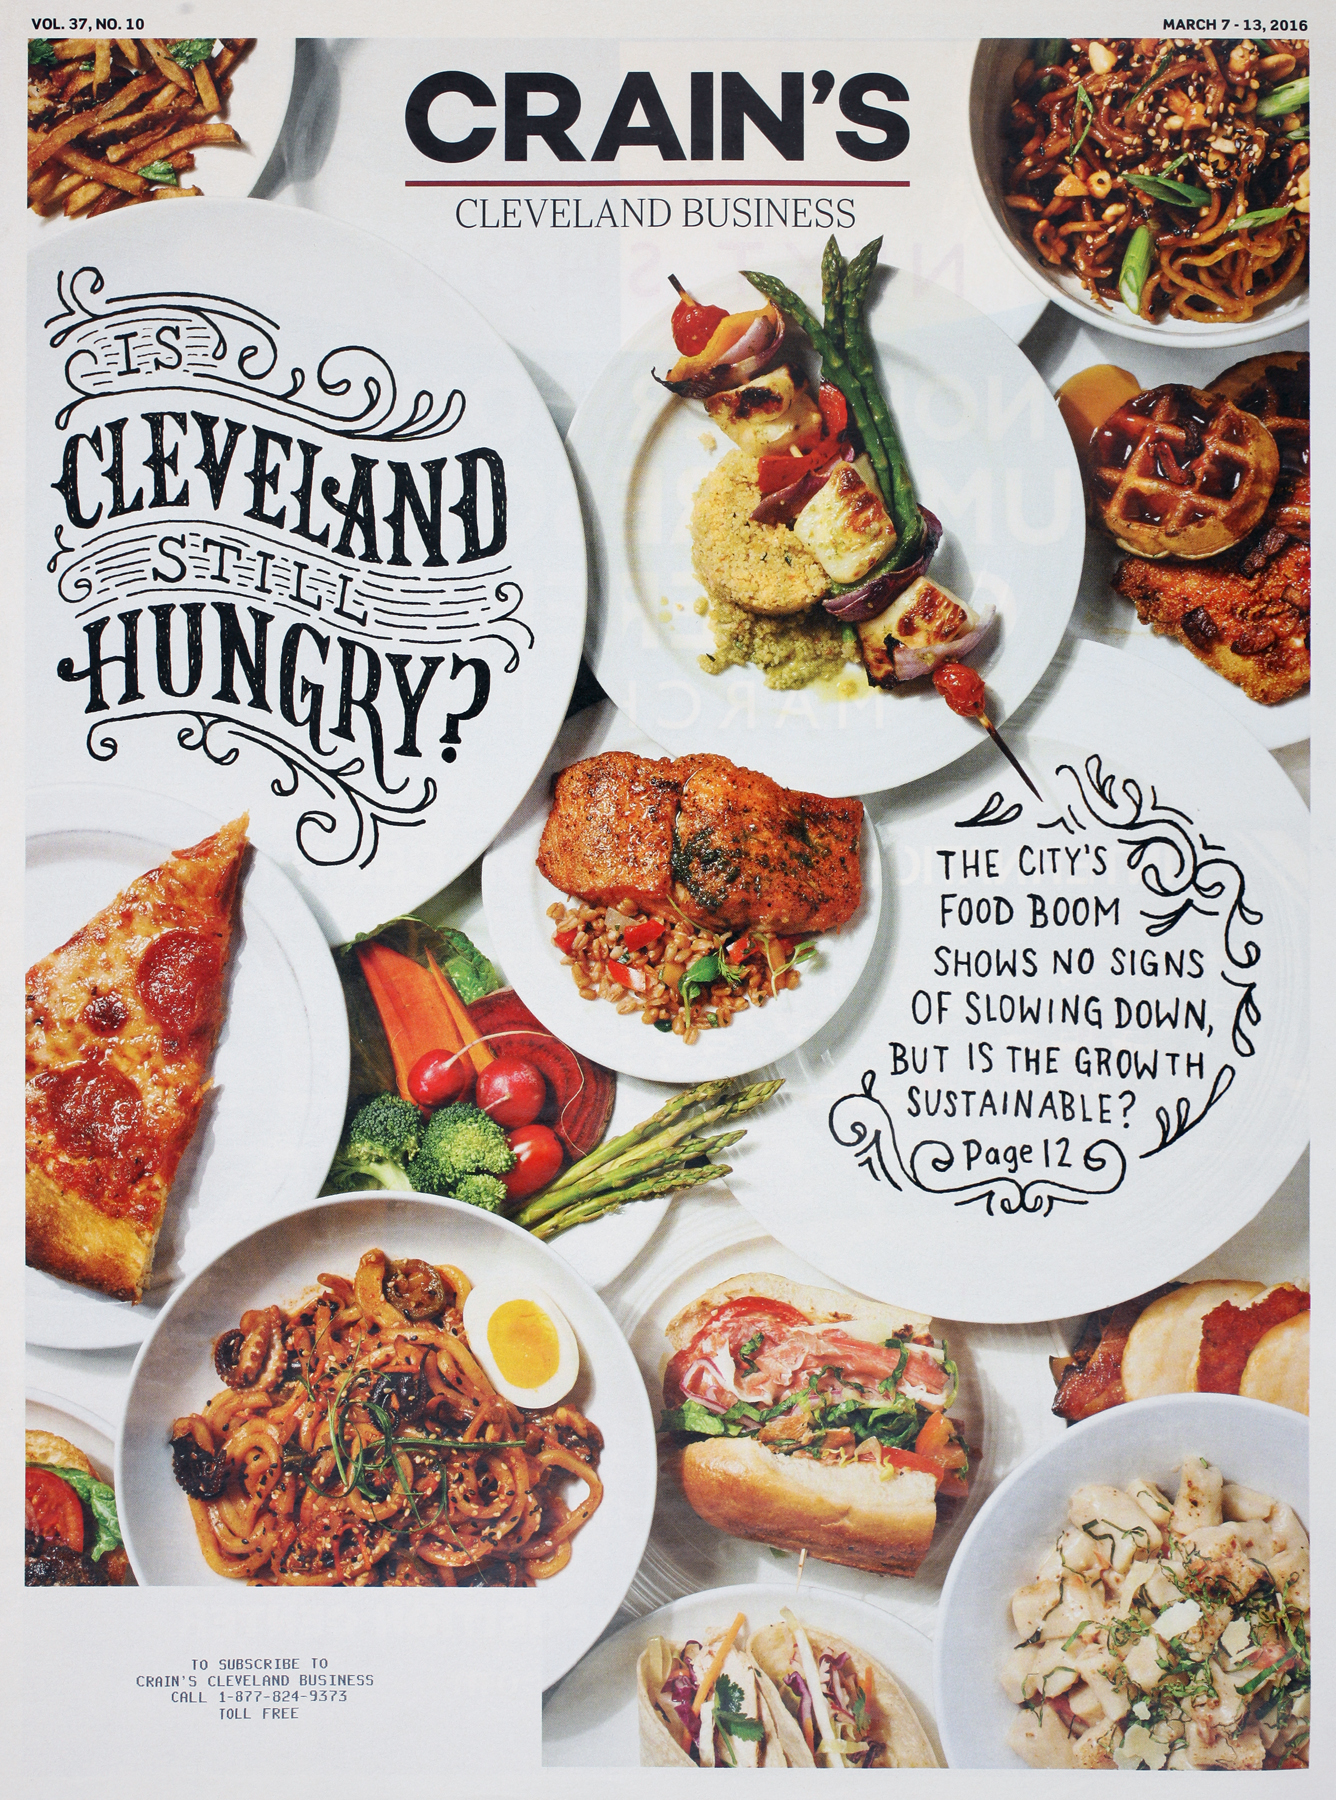 VOL. 37, NO. 10
MARCH 7 - 13, 2016
CRAIN'S
CLEVELAND BUSINESS
IS
CLEVELAND
STILL
HUNGRY?
THE CITY'S
FOOD BOOM
SHOWS NO SIGNS
OF SLOWING DOWN,
BUT IS THE GROWTH
SUSTAINABLE?
Page 12
TO SUBSCRIBE TO
CRAIN'S CLEVELAND BUSINESS
CALL 1-877-824-9373
TOLL FREE